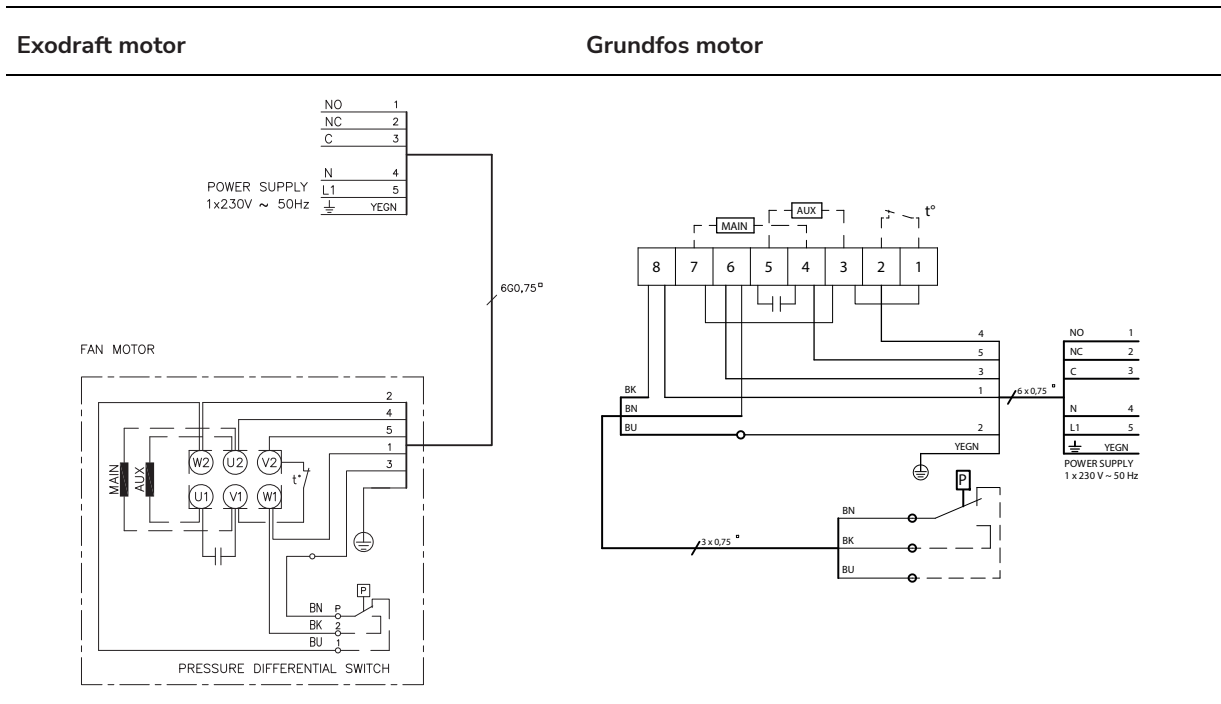 Exodraft motor
Grundfos motor
NO 1
NC 2
C 3
N 4
POWER SUPPLY L1 5
1x230V ~ 50Hz YEGN
6G0,75
FAN MOTOR
2
4
5
1
3
MAIN
AUX
W2 U2 V2
t°
U1 V1 W1
P
BN P
BK 2
BU 1
PRESSURE DIFFERENTIAL SWITCH
AUX
MAIN
t°
8 7 6 5 4 3 2 1
4
5
3
1
2
YEGN
BK
BN
BU
6 x 0,75
NO 1
NC 2
C 3
N 4
L1 5
YEGN
POWER SUPPLY
1 x 230 V ~ 50 Hz
P
BN
BK
BU
3 x 0,75